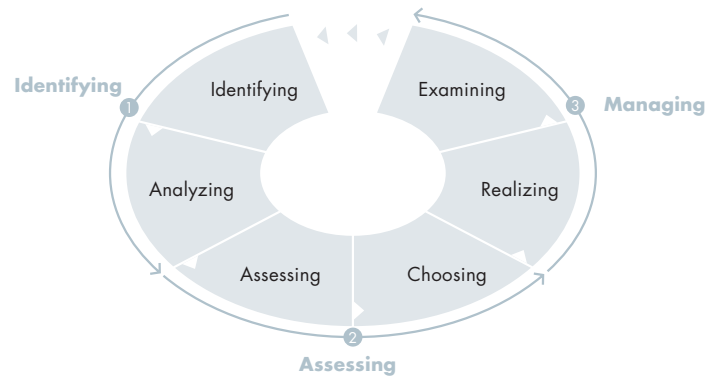 Identifying
1
Identifying
Analyzing
Assessing
2
Assessing
Choosing
Realizing
Examining
3
Managing